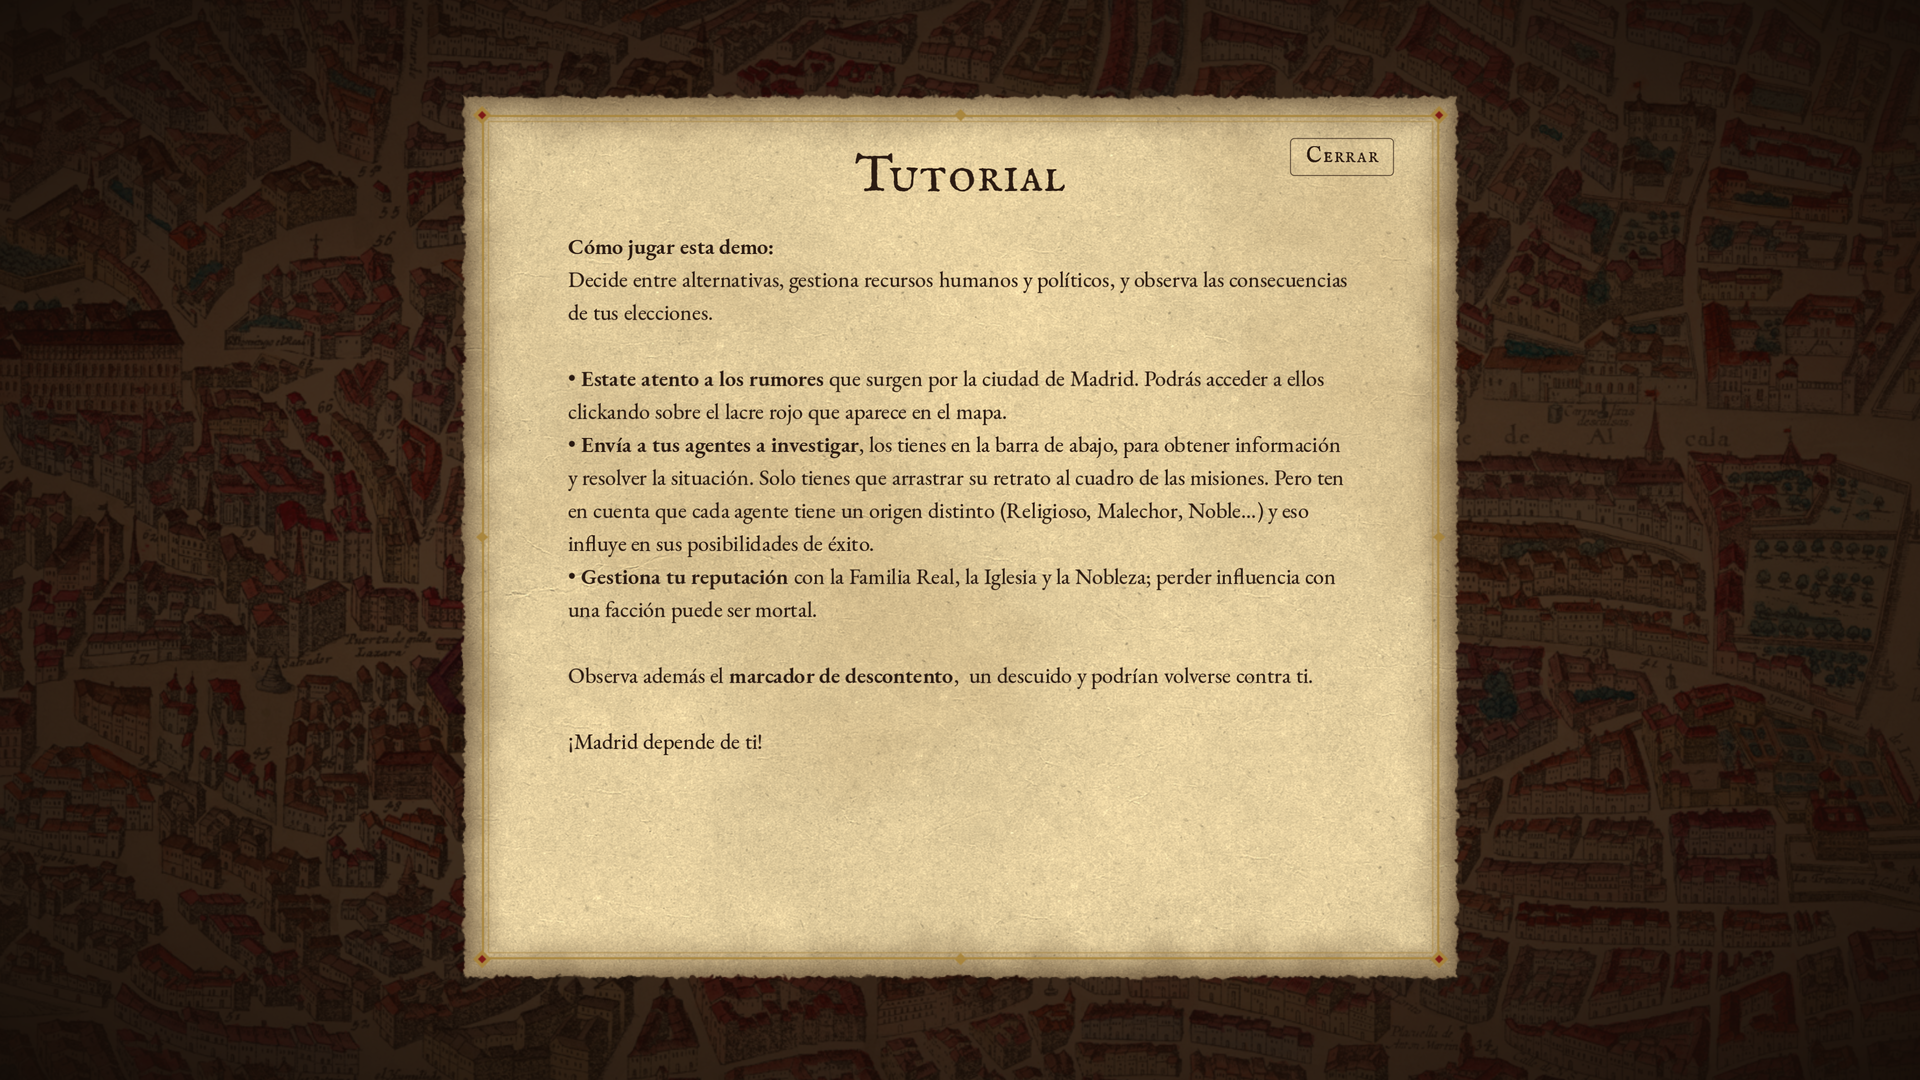 Tutorial
Cerrar
Cómo jugar esta demo:
Decide entre alternativas, gestiona recursos humanos y políticos, y observa las consecuencias
de tus elecciones.
• Estate atento a los rumores que surgen por la ciudad de Madrid. Podrás acceder a ellos
clickando sobre el lacre rojo que aparece en el mapa.
• Envía a tus agentes a investigar, los tienes en la barra de abajo, para obtener información
y resolver la situación. Solo tienes que arrastrar su retrato al cuadro de las misiones. Pero ten
en cuenta que cada agente tiene un origen distinto (Religioso, Malechor, Noble...) y eso
influye en sus posibilidades de éxito.
• Gestiona tu reputación con la Familia Real, la Iglesia y la Nobleza; perder influencia con
una facción puede ser mortal.
Observa además el marcador de descontento,  un descuido y podrían volverse contra ti.
¡Madrid depende de ti!
de Al cala